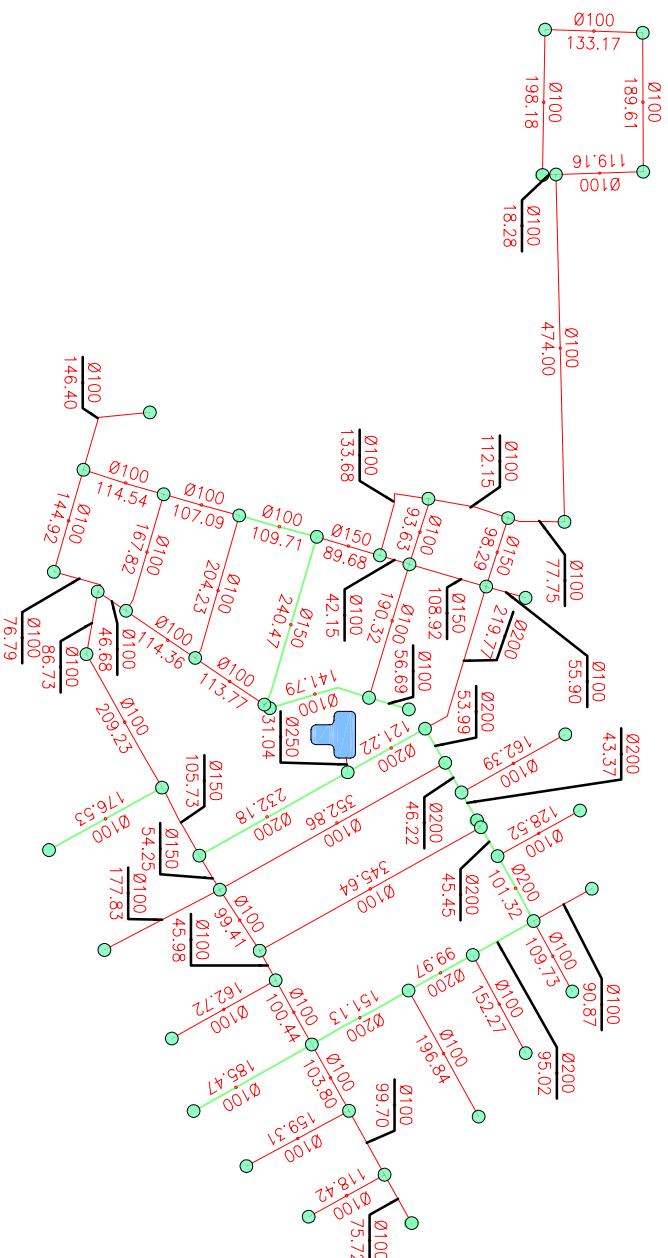 Ø100
133.17
Ø100
189.61
Ø100
198.18
119.16
Ø100
Ø100
18.28
Ø100
474.00
Ø100
146.40
Ø100
133.68
Ø100
112.15
Ø100
77.75
Ø100
114.54
Ø100
107.09
Ø100
109.71
Ø150
89.68
Ø100
93.63
Ø150
98.29
Ø100
144.92
Ø100
167.82
Ø100
204.23
Ø150
240.47
Ø100
42.15
Ø100
190.32
Ø150
108.92
Ø200
219.77
Ø100
55.90
Ø100
76.79
Ø100
86.73
Ø100
46.68
Ø100
114.36
Ø100
113.77
141.79
Ø100
Ø100
56.69
Ø250
31.04
Ø200
53.99
121.22
Ø200
162.39
Ø100
Ø200
43.37
Ø100
209.23
Ø150
105.73
176.53
Ø100
232.18
Ø200
352.86
Ø100
Ø200
46.22
128.52
Ø100
Ø150
54.25
Ø100
177.83
345.64
Ø100
Ø200
45.45
Ø200
101.32
Ø100
109.73
Ø100
90.87
Ø100
99.41
Ø100
45.98
99.97
Ø200
Ø100
152.27
Ø200
95.02
162.72
Ø100
Ø100
100.44
151.13
Ø200
Ø100
196.84
185.47
Ø100
Ø100
103.80
Ø100
99.70
159.31
Ø100
118.42
Ø100
Ø100
75.72